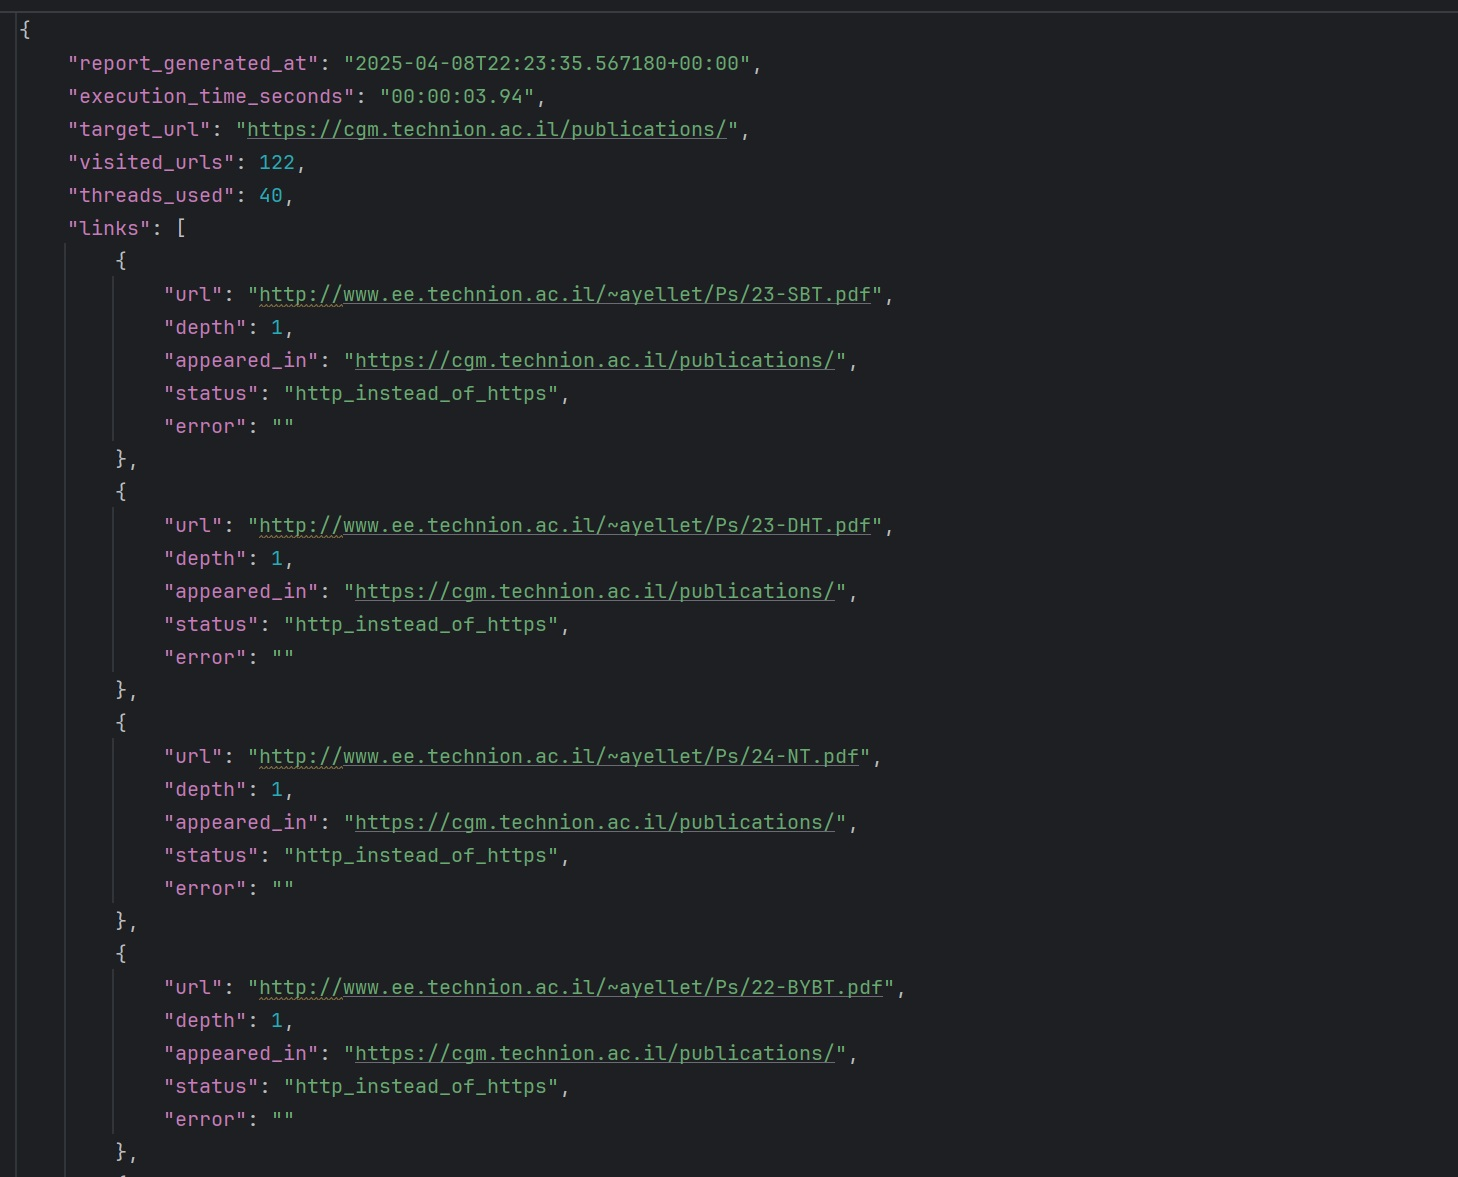 {
    "report_generated_at": "2025-04-08T22:23:35.567180+00:00",
    "execution_time_seconds": "00:00:03.94",
    "target_url": "https://cgm.technion.ac.il/publications/",
    "visited_urls": 122,
    "threads_used": 40,
    "links": [
        {
            "url": "http://www.ee.technion.ac.il/~ayellet/Ps/23-SBT.pdf",
            "depth": 1,
            "appeared_in": "https://cgm.technion.ac.il/publications/",
            "status": "http_instead_of_https",
            "error": ""
        },
        {
            "url": "http://www.ee.technion.ac.il/~ayellet/Ps/23-DHT.pdf",
            "depth": 1,
            "appeared_in": "https://cgm.technion.ac.il/publications/",
            "status": "http_instead_of_https",
            "error": ""
        },
        {
            "url": "http://www.ee.technion.ac.il/~ayellet/Ps/24-NT.pdf",
            "depth": 1,
            "appeared_in": "https://cgm.technion.ac.il/publications/",
            "status": "http_instead_of_https",
            "error": ""
        },
        {
            "url": "http://www.ee.technion.ac.il/~ayellet/Ps/22-BYBT.pdf",
            "depth": 1,
            "appeared_in": "https://cgm.technion.ac.il/publications/",
            "status": "http_instead_of_https",
            "error": ""
        },